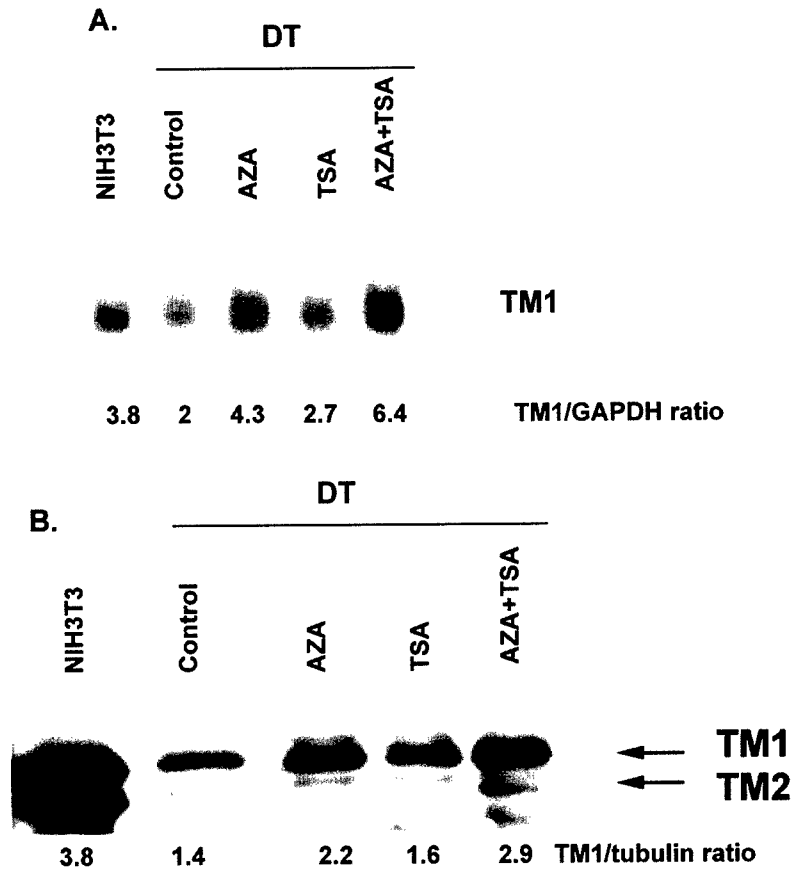 A.
DT
NIH3T3 Control AZA TSA AZA+TSA
TM1
3.8 2 4.3 2.7 6.4 TM1/GAPDH ratio
DT
B.
NIH3T3 Control AZA TSA AZA+TSA
TM1
TM2
3.8 1.4 2.2 1.6 2.9 TM1/tubulin ratio